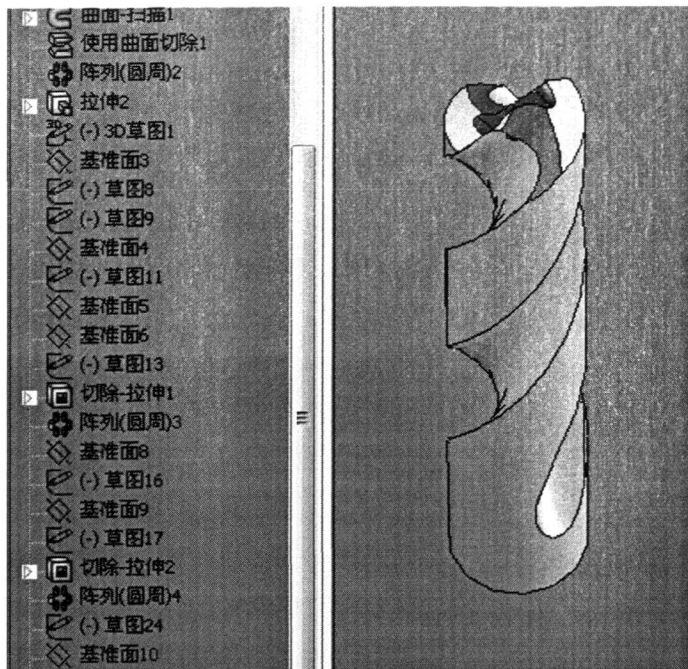 曲面-扫描1
使用曲面切除1
阵列(圆周)2
拉伸2
3D (-) 3D草图1
基准面3
(-) 草图8
(-) 草图9
基准面4
(-) 草图11
基准面5
基准面6
(-) 草图13
切除-拉伸1
阵列(圆周)3
基准面8
(-) 草图16
基准面9
(-) 草图17
切除-拉伸2
阵列(圆周)4
(-) 草图24
基准面10